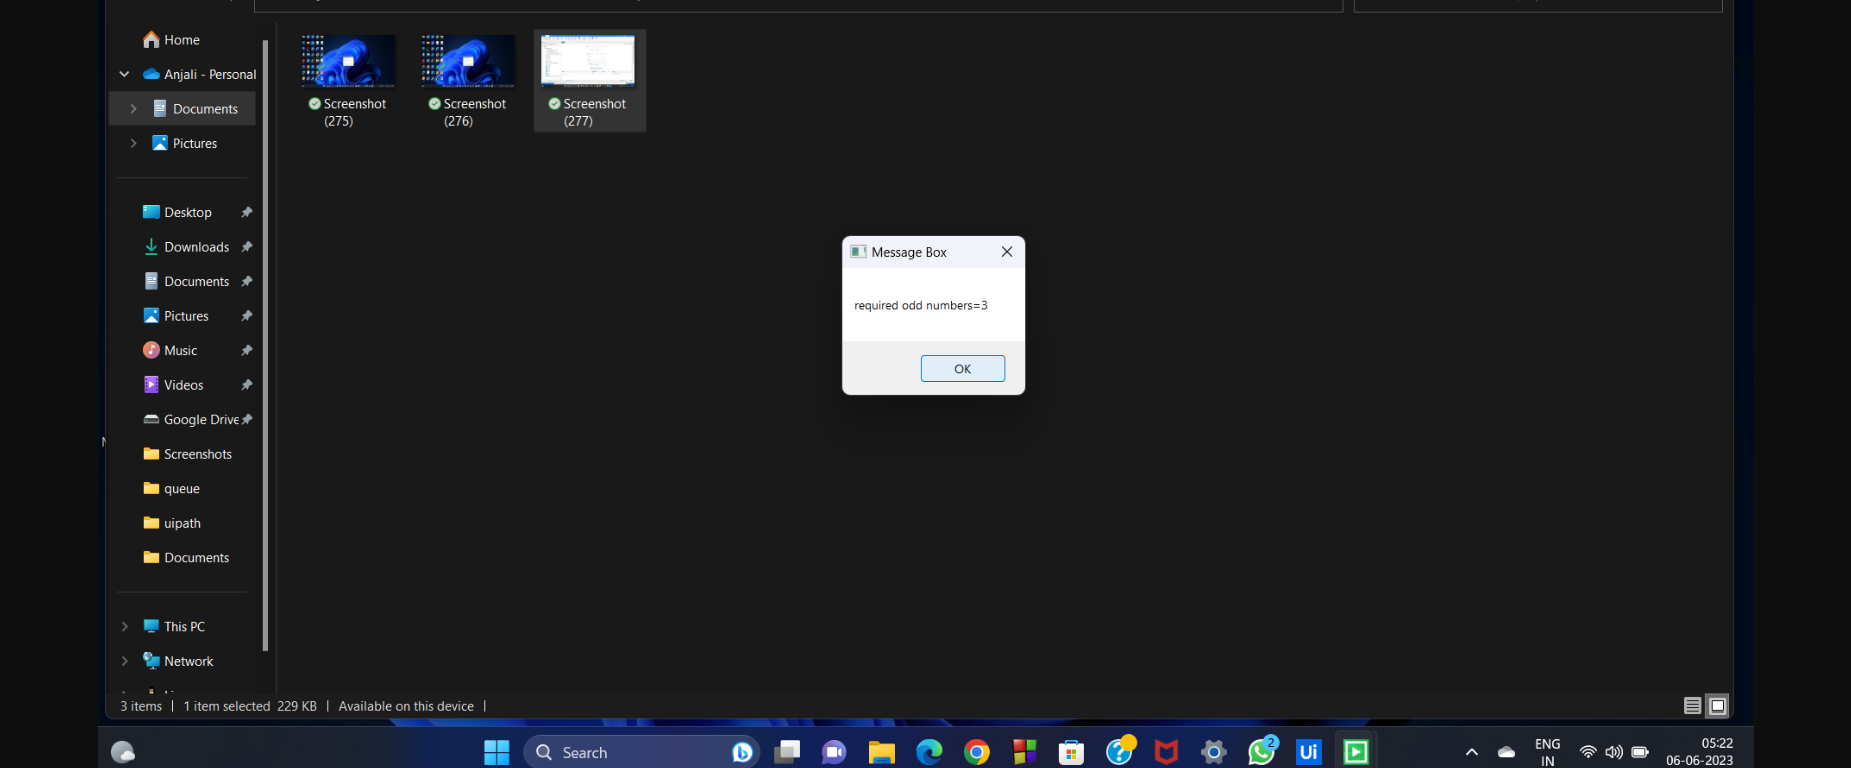 Home
Anjali - Personal
Documents
Pictures
Desktop
Downloads
Documents
Pictures
Music
Videos
Google Drive
Screenshots
queue
uipath
Documents
This PC
Network
Screenshot
(275)
Screenshot
(276)
Screenshot
(277)
Message Box
required odd numbers=3
OK
3 items | 1 item selected 229 KB | Available on this device |
Search
2
Ui
ENG
IN
05:22
06-06-2023